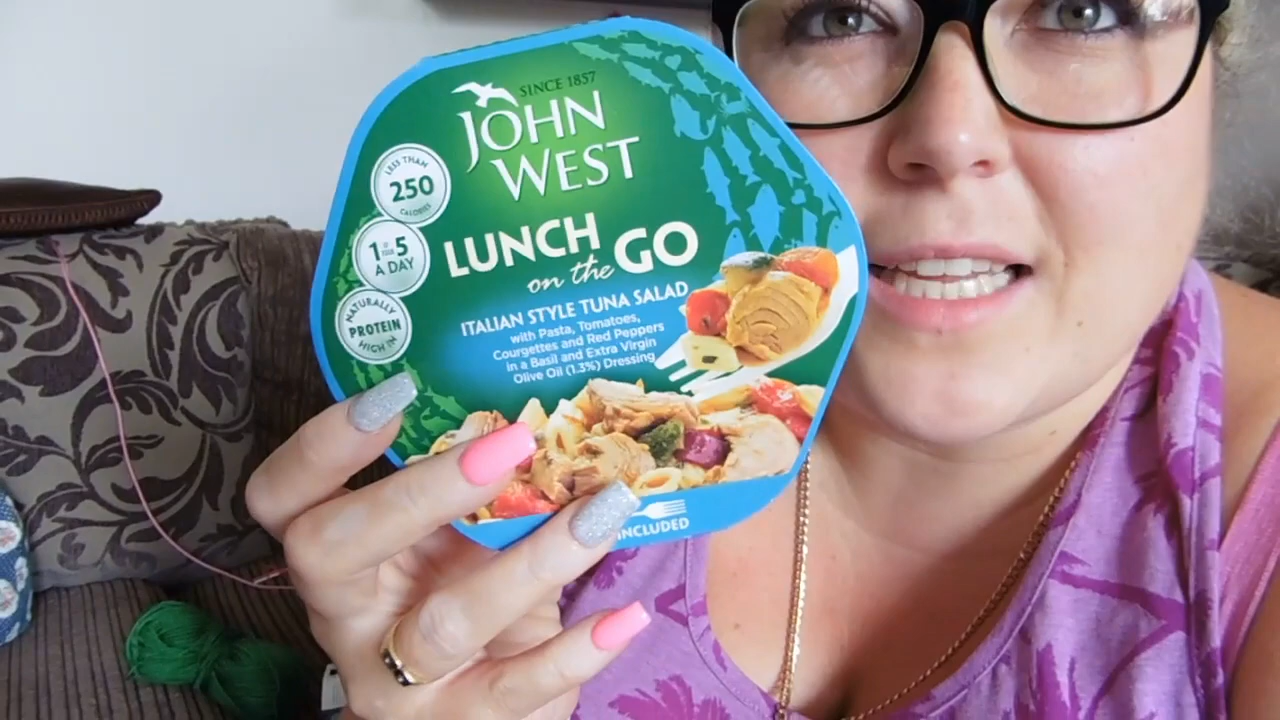 SINCE 1857
JOHN
WEST
LESS THAN
250
CALORIES
1 OF YOUR 5
A DAY
NATURALLY
PROTEIN
HIGH IN
LUNCH
on the GO
ITALIAN STYLE TUNA SALAD
with Pasta, Tomatoes,
Courgettes and Red Peppers
in a Basil and Extra Virgin
Olive Oil (1.3%) Dressing
INCLUDED